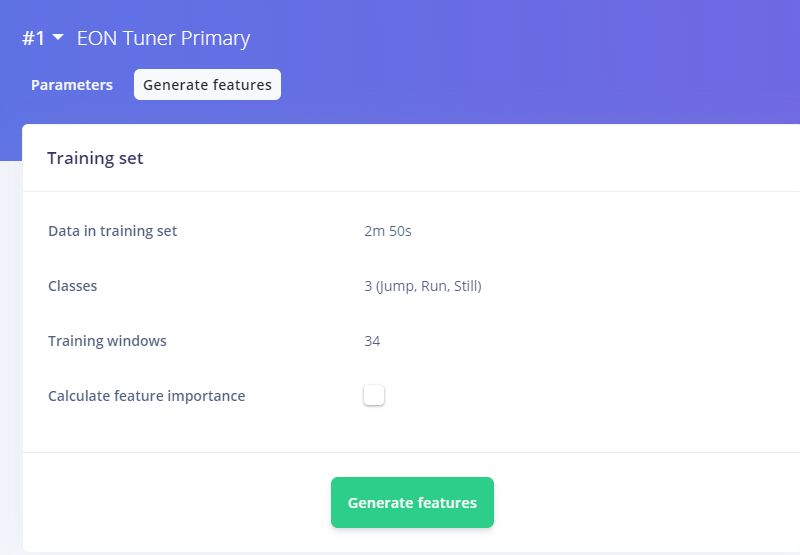 #1 EON Tuner Primary
Parameters Generate features
Training set
Data in training set 2m 50s
Classes 3 (Jump, Run, Still)
Training windows 34
Calculate feature importance
Generate features